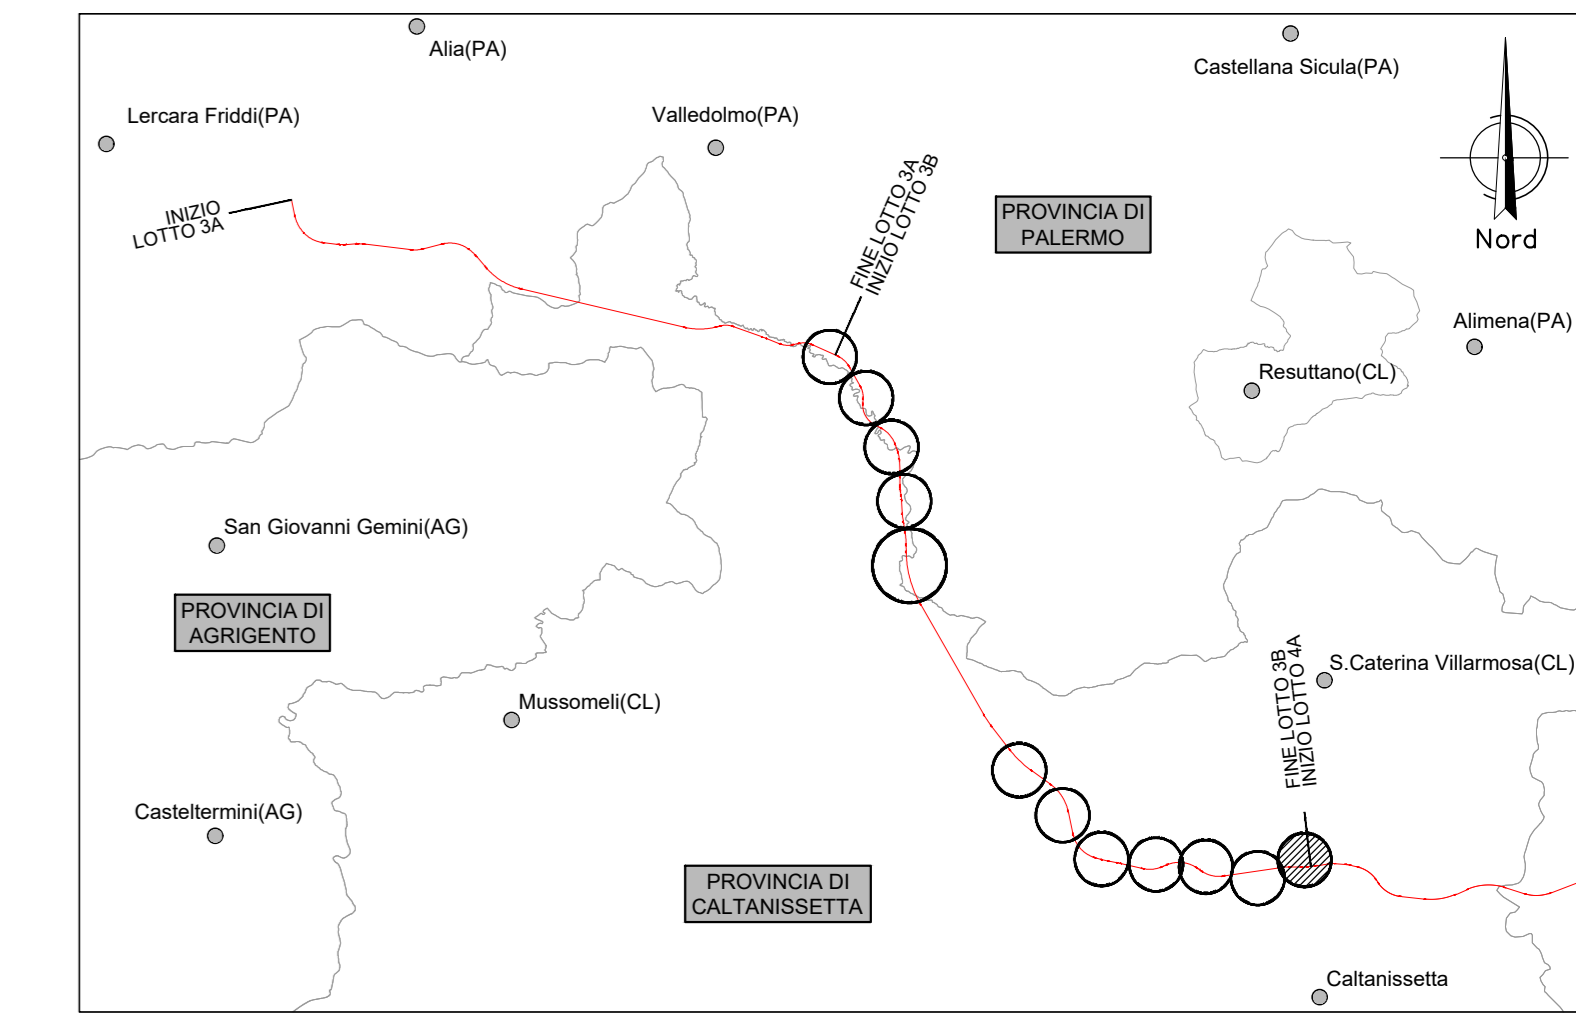 Alia(PA)
Castellana Sicula(PA)
Lercara Friddi(PA)
Valledolmo(PA)
INIZIO
LOTTO 3A
FINE LOTTO 3A
INIZIO LOTTO 3B
PROVINCIA DI
PALERMO
Nord
Alimena(PA)
Resuttano(CL)
San Giovanni Gemini(AG)
PROVINCIA DI
AGRIGENTO
FINE LOTTO 3B
INIZIO LOTTO 4A
S.Caterina Villarmosa(CL)
Mussomeli(CL)
Casteltermini(AG)
PROVINCIA DI
CALTANISSETTA
Caltanissetta